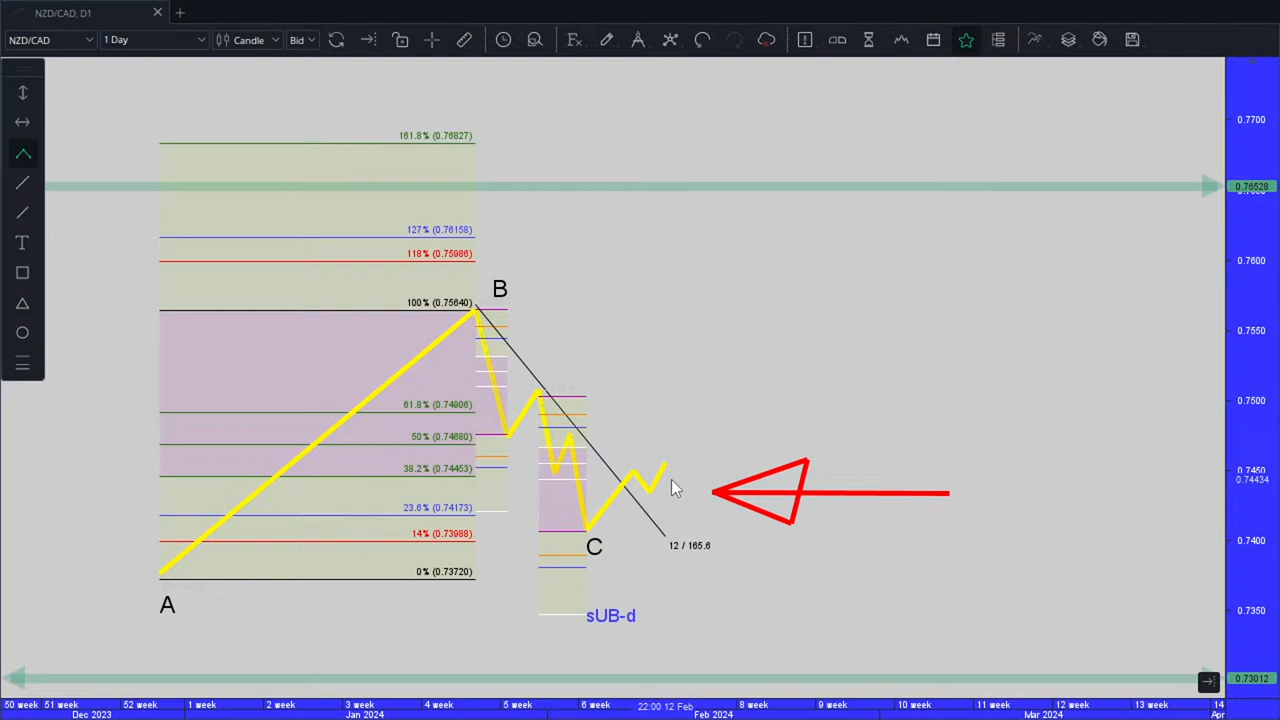 NZD/CAD, D1
NZD/CAD
1 Day
Candle
Bid
161.8% (0.76827)
127% (0.76158)
118% (0.75986)
100% (0.75640)
61.8% (0.74906)
50% (0.74680)
38.2% (0.74453)
23.6% (0.74173)
14% (0.73988)
0% (0.73720)
A
B
C
sUB-d
12 / 165.6
0.7700
0.76528
0.7600
0.7550
0.7500
0.7450
0.74434
0.7400
0.7350
0.73012
50 week 51 week 52 week 1 week 2 week 3 week 4 week 5 week 6 week 22:00 12 Feb 8 week 9 week 10 week 11 week 12 week 13 week 14
Dec 2023 Jan 2024 Feb 2024 Mar 2024 Apr